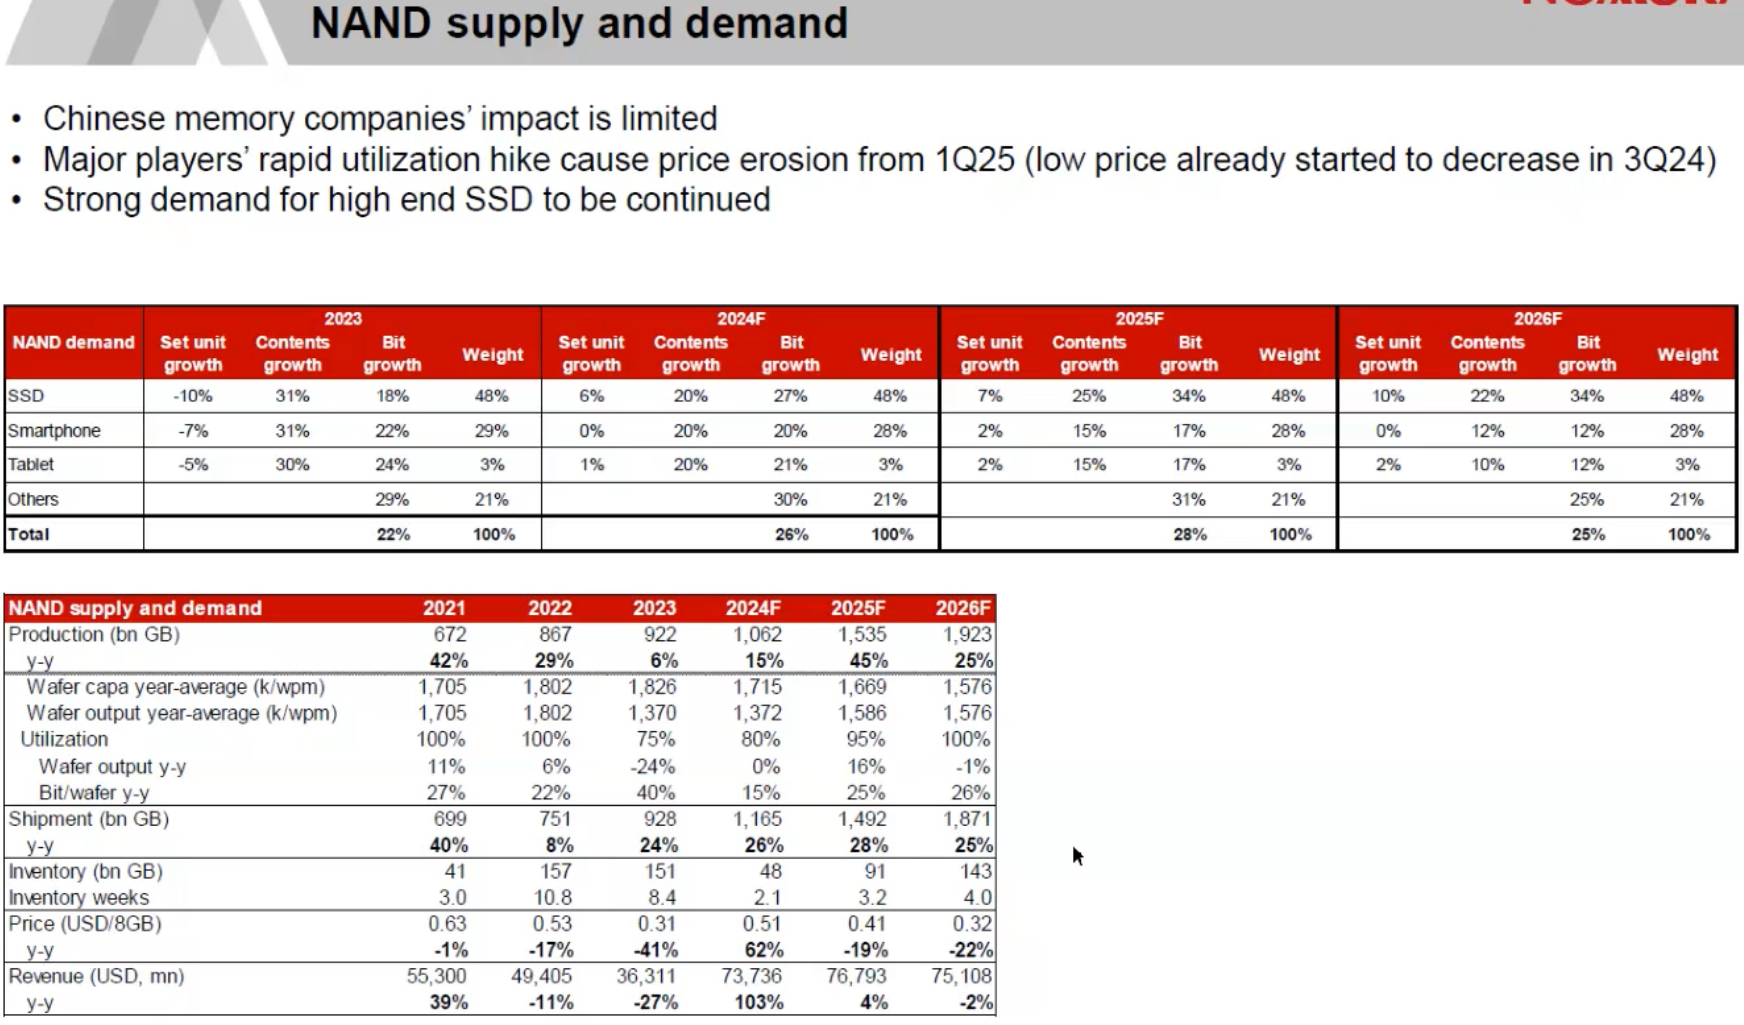 NAND supply and demand
• Chinese memory companies' impact is limited
• Major players' rapid utilization hike cause price erosion from 1Q25 (low price already started to decrease in 3Q24)
• Strong demand for high end SSD to be continued
2023 2024F 2025F 2026F
NAND demand Set unit growth Contents growth Bit growth Weight Set unit growth Contents growth Bit growth Weight Set unit growth Contents growth Bit growth Weight Set unit growth Contents growth Bit growth Weight
SSD -10% 31% 18% 48% 6% 20% 27% 48% 7% 25% 34% 48% 10% 22% 34% 48%
Smartphone -7% 31% 22% 29% 0% 20% 20% 28% 2% 15% 17% 28% 0% 12% 12% 28%
Tablet -5% 30% 24% 3% 1% 20% 21% 3% 2% 15% 17% 3% 2% 10% 12% 3%
Others 29% 21% 30% 21% 31% 21% 25% 21%
Total 22% 100% 26% 100% 28% 100% 25% 100%
NAND supply and demand 2021 2022 2023 2024F 2025F 2026F
Production (bn GB) 672 867 922 1,062 1,535 1,923
y-y 42% 29% 6% 15% 45% 25%
Wafer capa year-average (k/wpm) 1,705 1,802 1,826 1,715 1,669 1,576
Wafer output year-average (k/wpm) 1,705 1,802 1,370 1,372 1,586 1,576
Utilization 100% 100% 75% 80% 95% 100%
Wafer output y-y 11% 6% -24% 0% 16% -1%
Bit/wafer y-y 27% 22% 40% 15% 25% 26%
Shipment (bn GB) 699 751 928 1,165 1,492 1,871
y-y 40% 8% 24% 26% 28% 25%
Inventory (bn GB) 41 157 151 48 91 143
Inventory weeks 3.0 10.8 8.4 2.1 3.2 4.0
Price (USD/8GB) 0.63 0.53 0.31 0.51 0.41 0.32
y-y -1% -17% -41% 62% -19% -22%
Revenue (USD, mn) 55,300 49,405 36,311 73,736 76,793 75,108
y-y 39% -11% -27% 103% 4% -2%